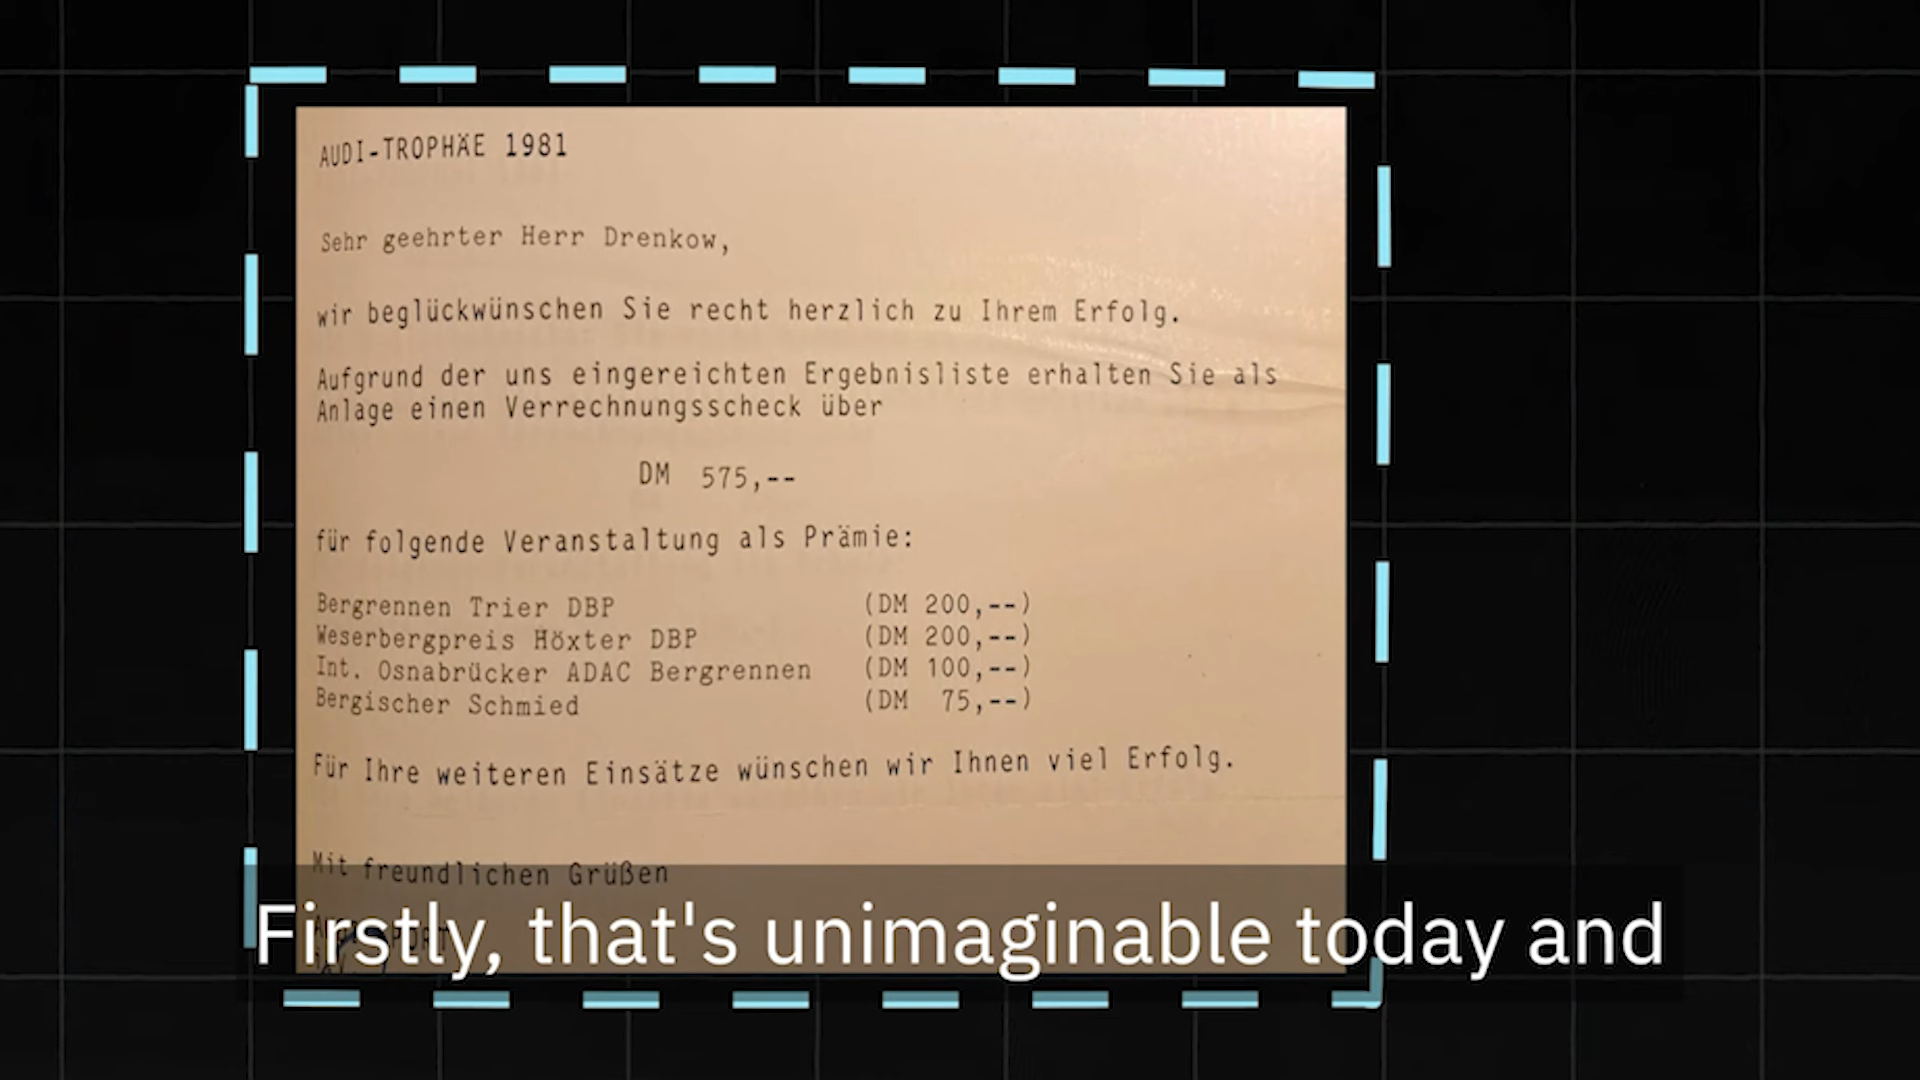 AUDI-TROPHÄE 1981
Sehr geehrter Herr Drenkow,
wir beglückwünschen Sie recht herzlich zu Ihrem Erfolg.
Aufgrund der uns eingereichten Ergebnisliste erhalten Sie als
Anlage einen Verrechnungsscheck über
DM 575,--
für folgende Veranstaltung als Prämie:
Bergrennen Trier DBP (DM 200,--)
Weserbergpreis Höxter DBP (DM 200,--)
Int. Osnabrücker ADAC Bergrennen (DM 100,--)
Bergischer Schmied (DM 75,--)
Für Ihre weiteren Einsätze wünschen wir Ihnen viel Erfolg.
Mit freundlichen Grüßen
Firstly, that's unimaginable today and